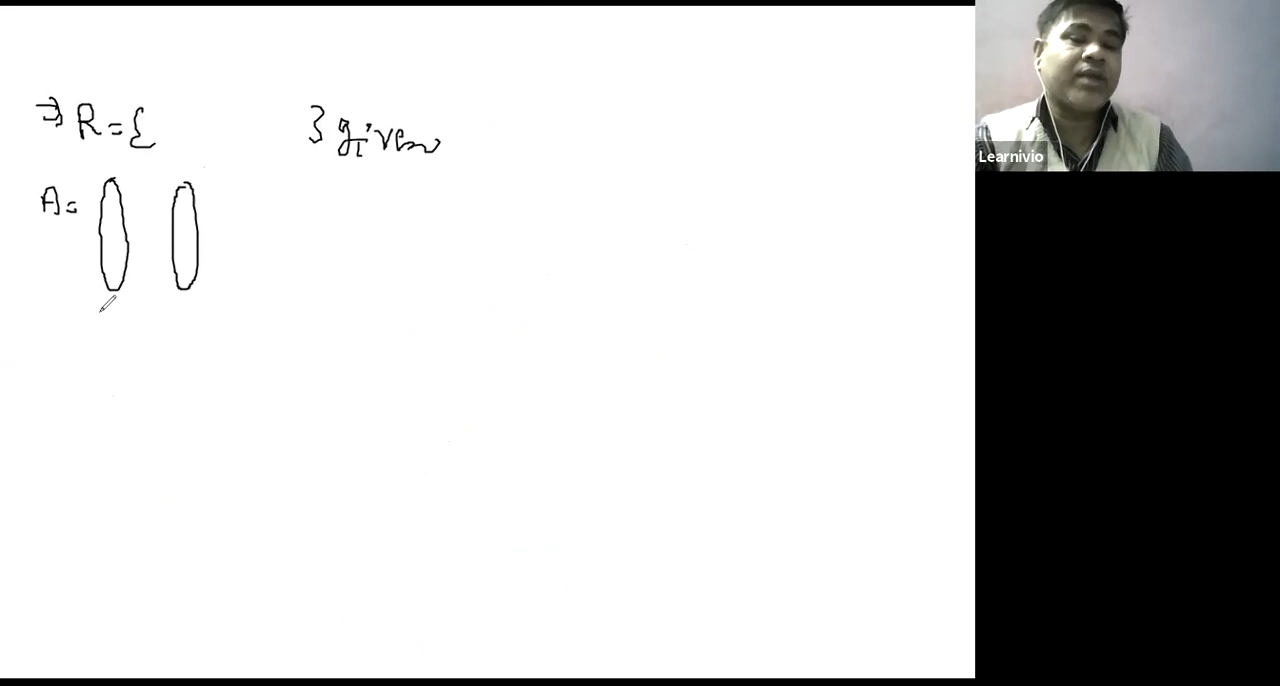 ⇒ R = {        } given
A =
Learnivio